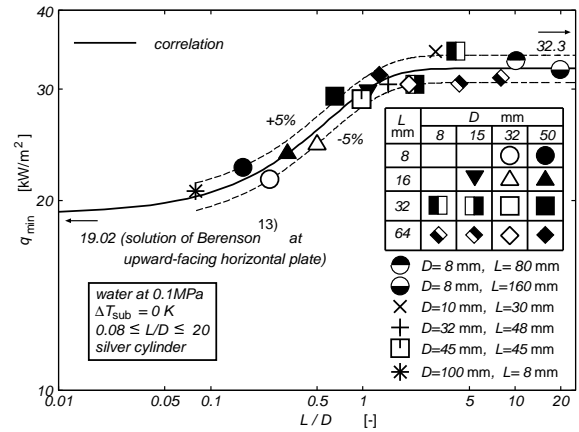 40
30
20
10
q min [kW/m²]
correlation
32.3
+5%
-5%
13)
19.02 (solution of Berenson at
upward-facing horizontal plate)
water at 0.1MPa
ΔTsub = 0 K
0.08 ≤ L/D ≤ 20
silver cylinder
L mm D mm
8 15 32 50
8
16
32
64
D= 8 mm, L= 80 mm
D= 8 mm, L=160 mm
D=10 mm, L=30 mm
D=32 mm, L=48 mm
D=45 mm, L=45 mm
D=100 mm, L= 8 mm
0.01 0.05 0.1 0.5 1 5 10 20
L / D [-]